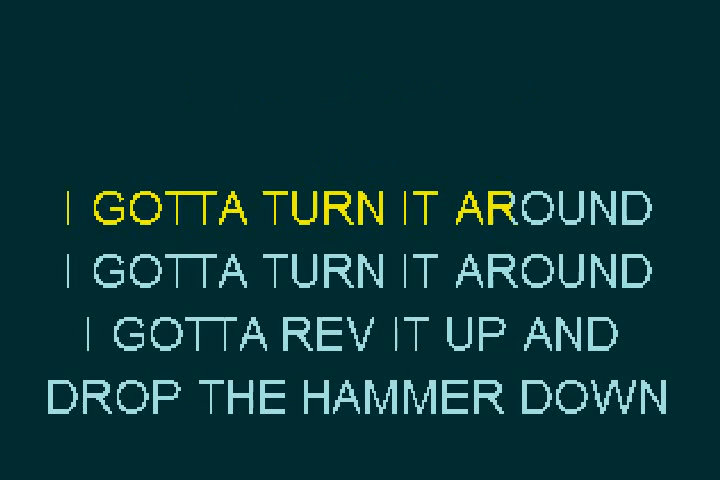 I GOTTA TURN IT AROUND
I GOTTA TURN IT AROUND
I GOTTA REV IT UP AND
DROP THE HAMMER DOWN